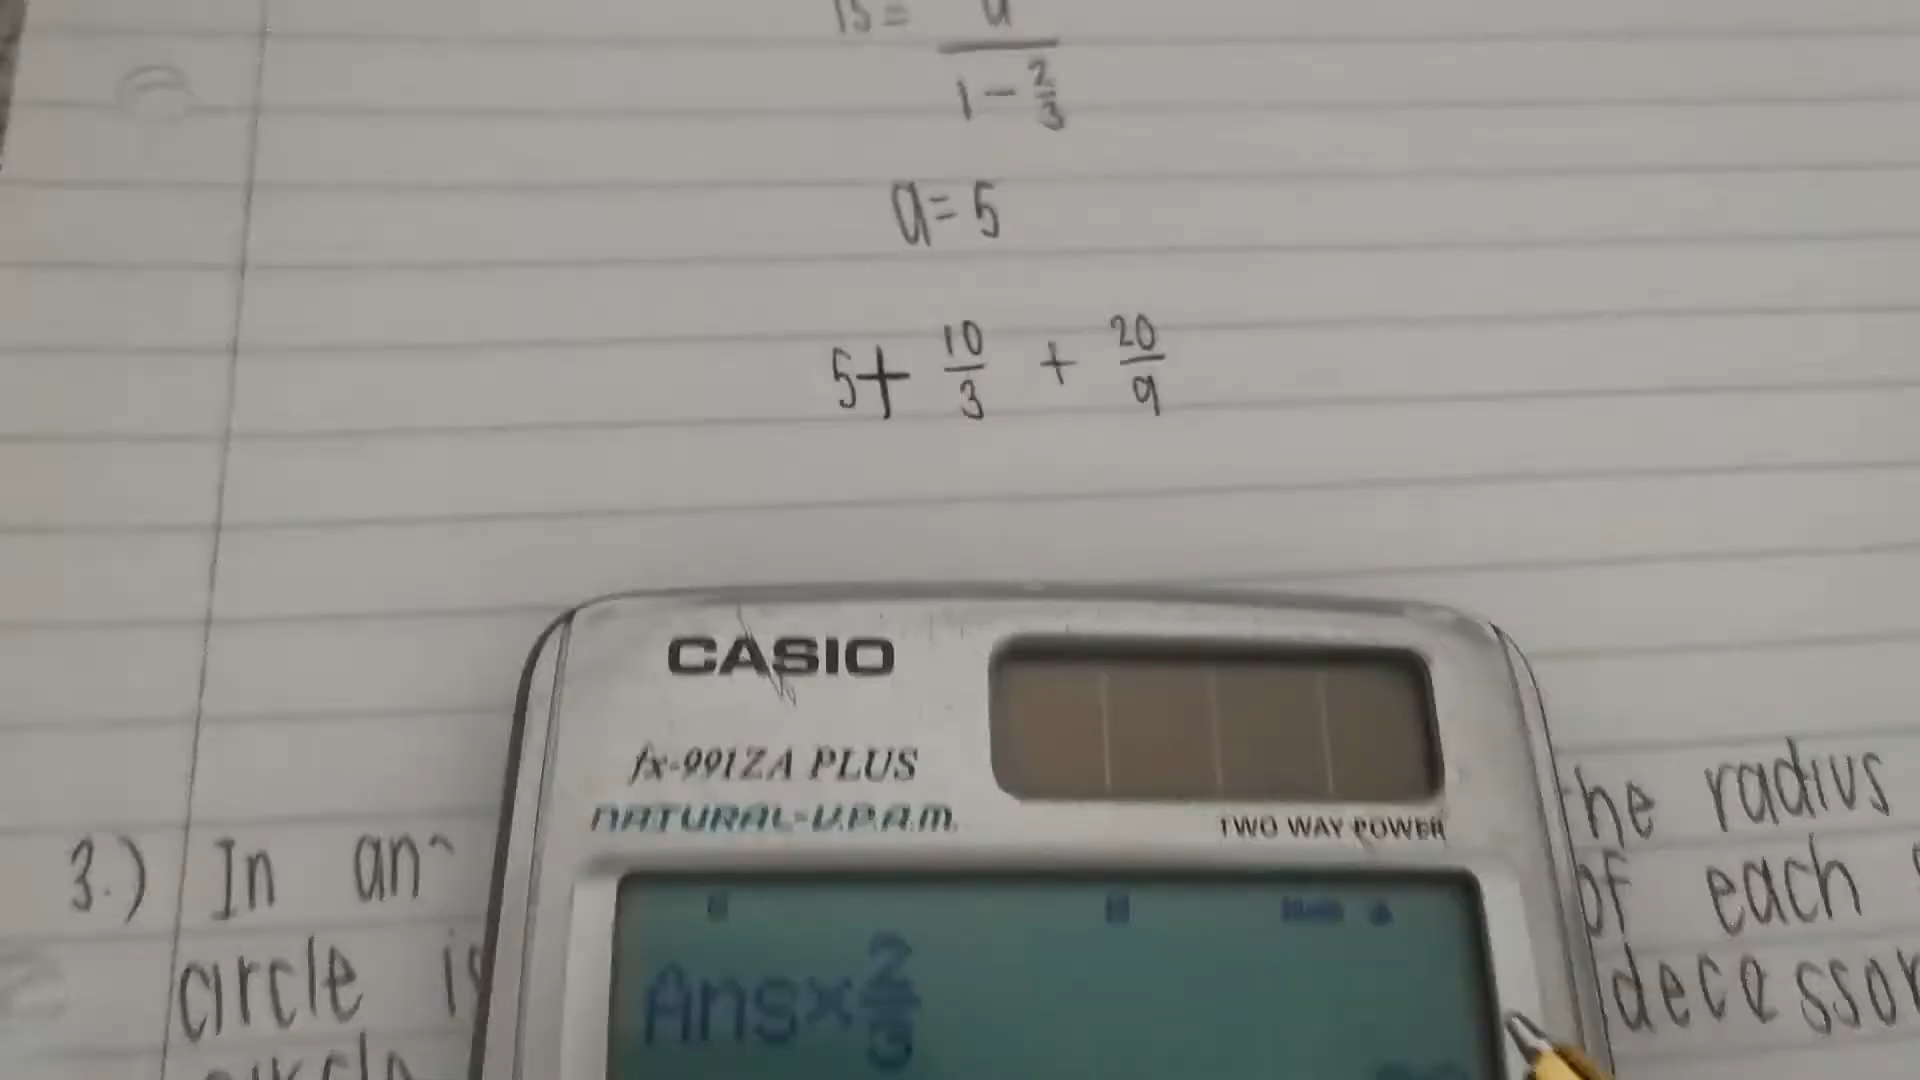 15 = a
1 - 2/3
a = 5
5 + 10/3 + 20/9
CASIO
fx-991ZA PLUS
NATURAL-V.P.A.M.
TWO WAY POWER
3.) In an
he radius
of each
circle is
decessor
Ans×2/3